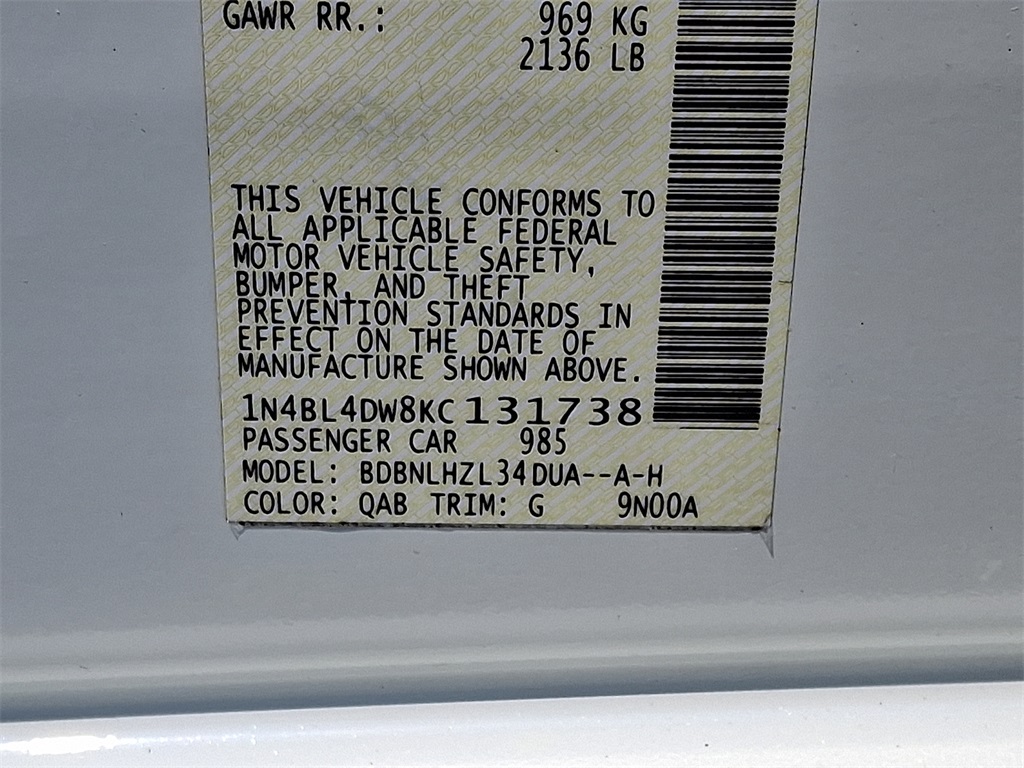 GAWR RR.: 969 KG
2136 LB
THIS VEHICLE CONFORMS TO
ALL APPLICABLE FEDERAL
MOTOR VEHICLE SAFETY,
BUMPER, AND THEFT
PREVENTION STANDARDS IN
EFFECT ON THE DATE OF
MANUFACTURE SHOWN ABOVE.
1N4BL4DW8KC131738
PASSENGER CAR 985
MODEL: BDBNLHZL34DUA--A-H
COLOR: QAB TRIM: G 9N00A